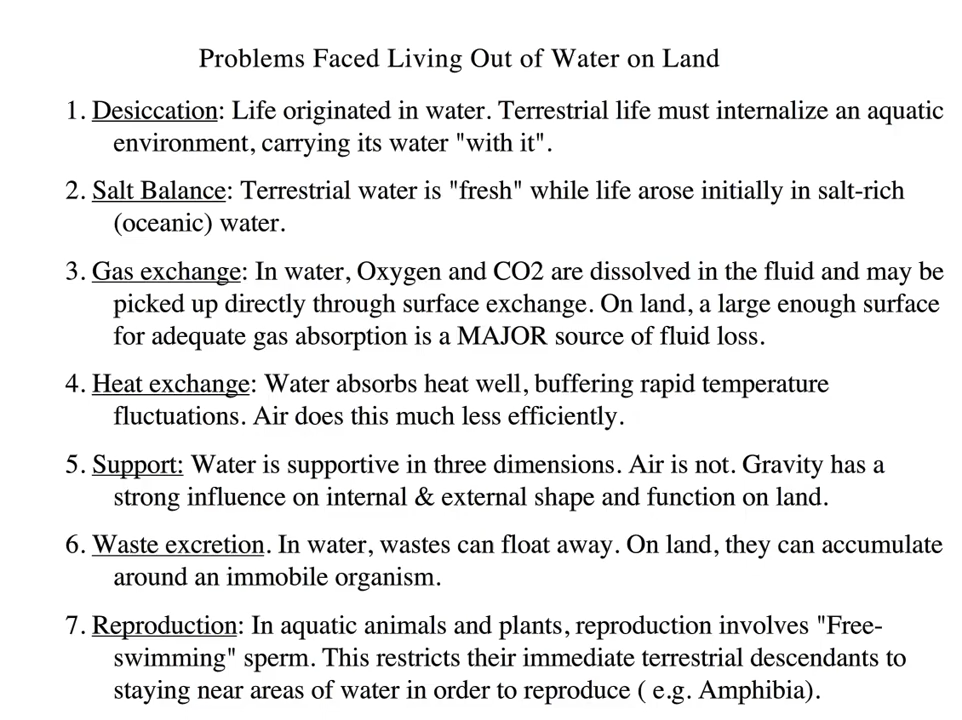 Problems Faced Living Out of Water on Land
1. Desiccation: Life originated in water. Terrestrial life must internalize an aquatic
environment, carrying its water "with it".
2. Salt Balance: Terrestrial water is "fresh" while life arose initially in salt-rich
(oceanic) water.
3. Gas exchange: In water, Oxygen and CO2 are dissolved in the fluid and may be
picked up directly through surface exchange. On land, a large enough surface
for adequate gas absorption is a MAJOR source of fluid loss.
4. Heat exchange: Water absorbs heat well, buffering rapid temperature
fluctuations. Air does this much less efficiently.
5. Support: Water is supportive in three dimensions. Air is not. Gravity has a
strong influence on internal & external shape and function on land.
6. Waste excretion. In water, wastes can float away. On land, they can accumulate
around an immobile organism.
7. Reproduction: In aquatic animals and plants, reproduction involves "Free-
swimming" sperm. This restricts their immediate terrestrial descendants to
staying near areas of water in order to reproduce ( e.g. Amphibia).